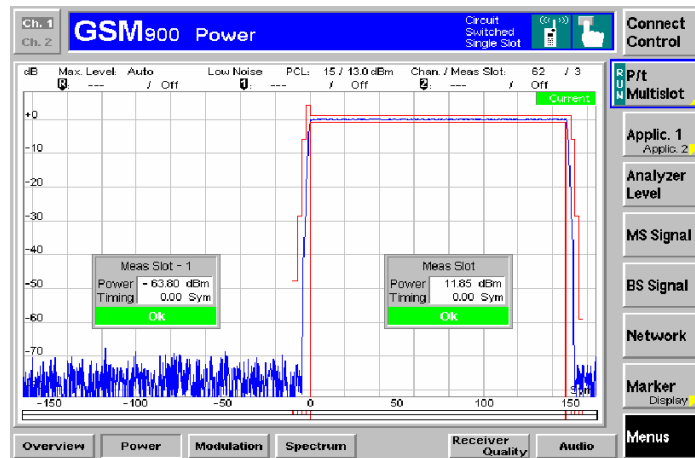 Ch. 1
Ch. 2
GSM900 Power
Circuit
Switched
Single Slot
Connect
Control
dB Max. Level: Auto Low Noise PCL: 15 / 13.0 dBm Chan. / Meas Slot: 62 / 3
R: --- / Off 1: --- / Off 2: --- / Off
Current
RUN
P/t
Multislot
Applic. 1
Applic. 2
Analyzer
Level
MS Signal
BS Signal
Network
Marker
Display
Menus
+0
-10
-20
-30
-40
-50
-60
-70
Meas Slot - 1
Power - 63.80 dBm
Timing 0.00 Sym
Ok
Meas Slot
Power 11.85 dBm
Timing 0.00 Sym
Ok
-150 -100 -50 0 50 100 150
Overview Power Modulation Spectrum Receiver Quality Audio